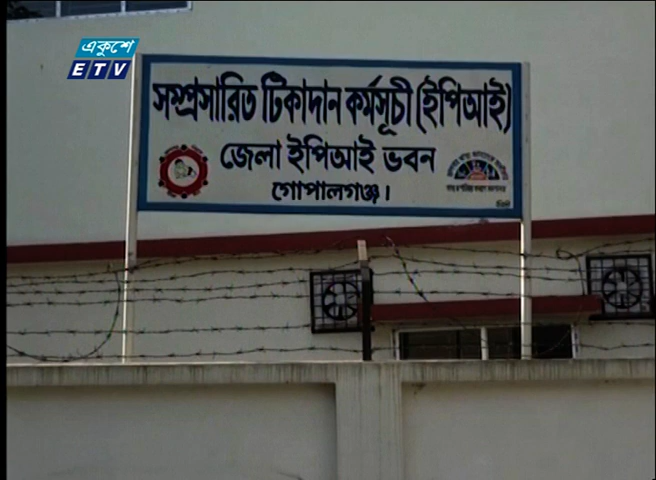 একুশে
ETV
সম্প্রসারিত টিকাদান কর্মসূচী (ইপিআই)
জেলা ইপিআই ভবন
গোপালগঞ্জ।